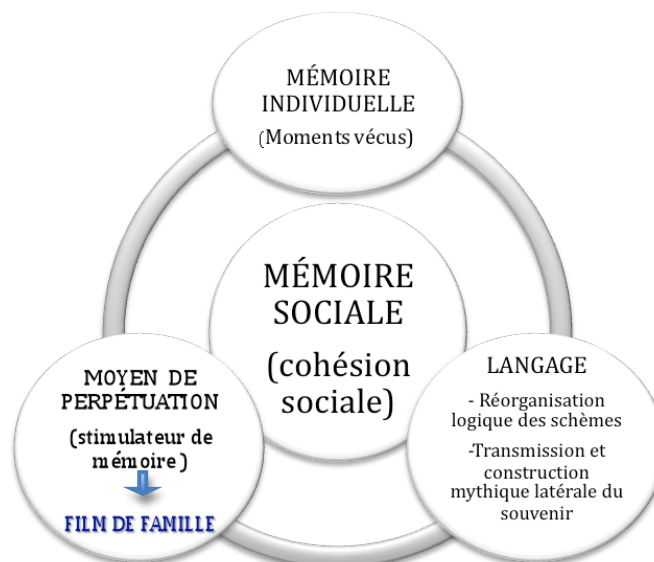 MÉMOIRE
INDIVIDUELLE
(Moments vécus)
MÉMOIRE
SOCIALE
(cohésion
sociale)
MOYEN DE
PERPÉTUATION
(stimulateur de
mémoire)
FILM DE FAMILLE
LANGAGE
- Réorganisation
logique des schèmes
-Transmission et
construction
mythique latérale du
souvenir